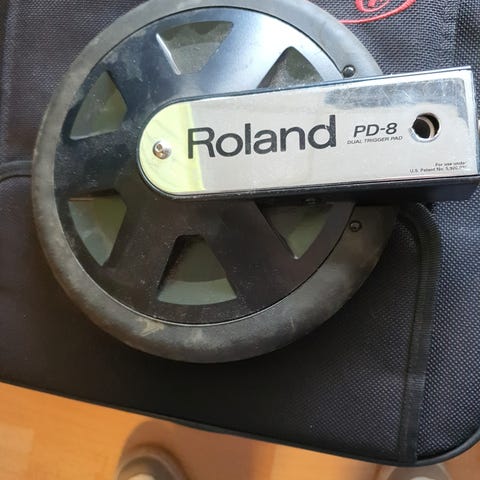 Roland PD-8
DUAL TRIGGER PAD
For use under
U.S. Patent No.